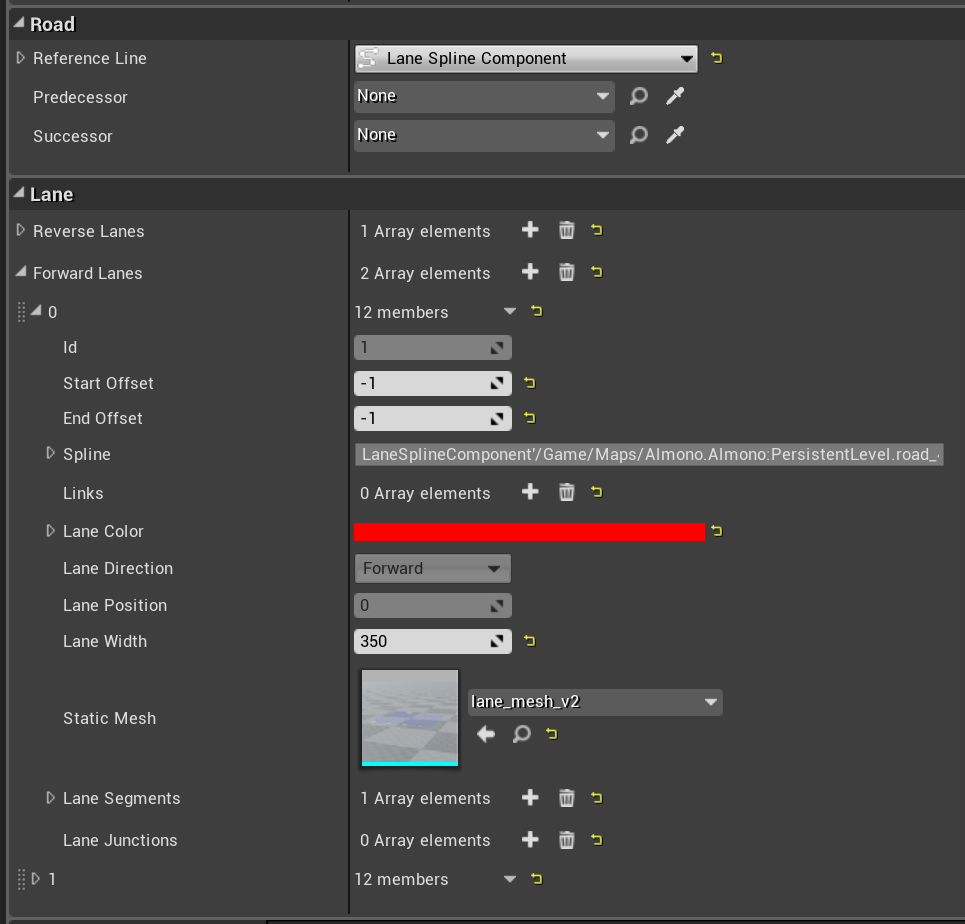 Road
Reference Line Lane Spline Component
Predecessor None
Successor None
Lane
Reverse Lanes 1 Array elements
Forward Lanes 2 Array elements
0 12 members
Id 1
Start Offset -1
End Offset -1
Spline LaneSplineComponent'/Game/Maps/AImono.AImono:PersistentLevel.road_
Links 0 Array elements
Lane Color
Lane Direction Forward
Lane Position 0
Lane Width 350
Static Mesh lane_mesh_v2
Lane Segments 1 Array elements
Lane Junctions 0 Array elements
1 12 members